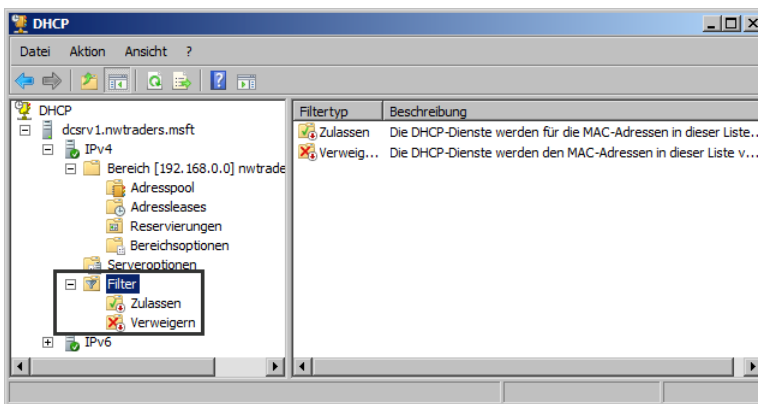 DHCP
Datei Aktion Ansicht ?
DHCP
dcsrv1.nwtraders.msft
IPv4
Bereich [192.168.0.0] nwtrade
Adresspool
Adressleases
Reservierungen
Bereichsoptionen
Serveroptionen
Filter
Zulassen
Verweigern
IPv6
Filtertyp Beschreibung
Zulassen Die DHCP-Dienste werden für die MAC-Adressen in dieser Liste..
Verweig... Die DHCP-Dienste werden den MAC-Adressen in dieser Liste v...